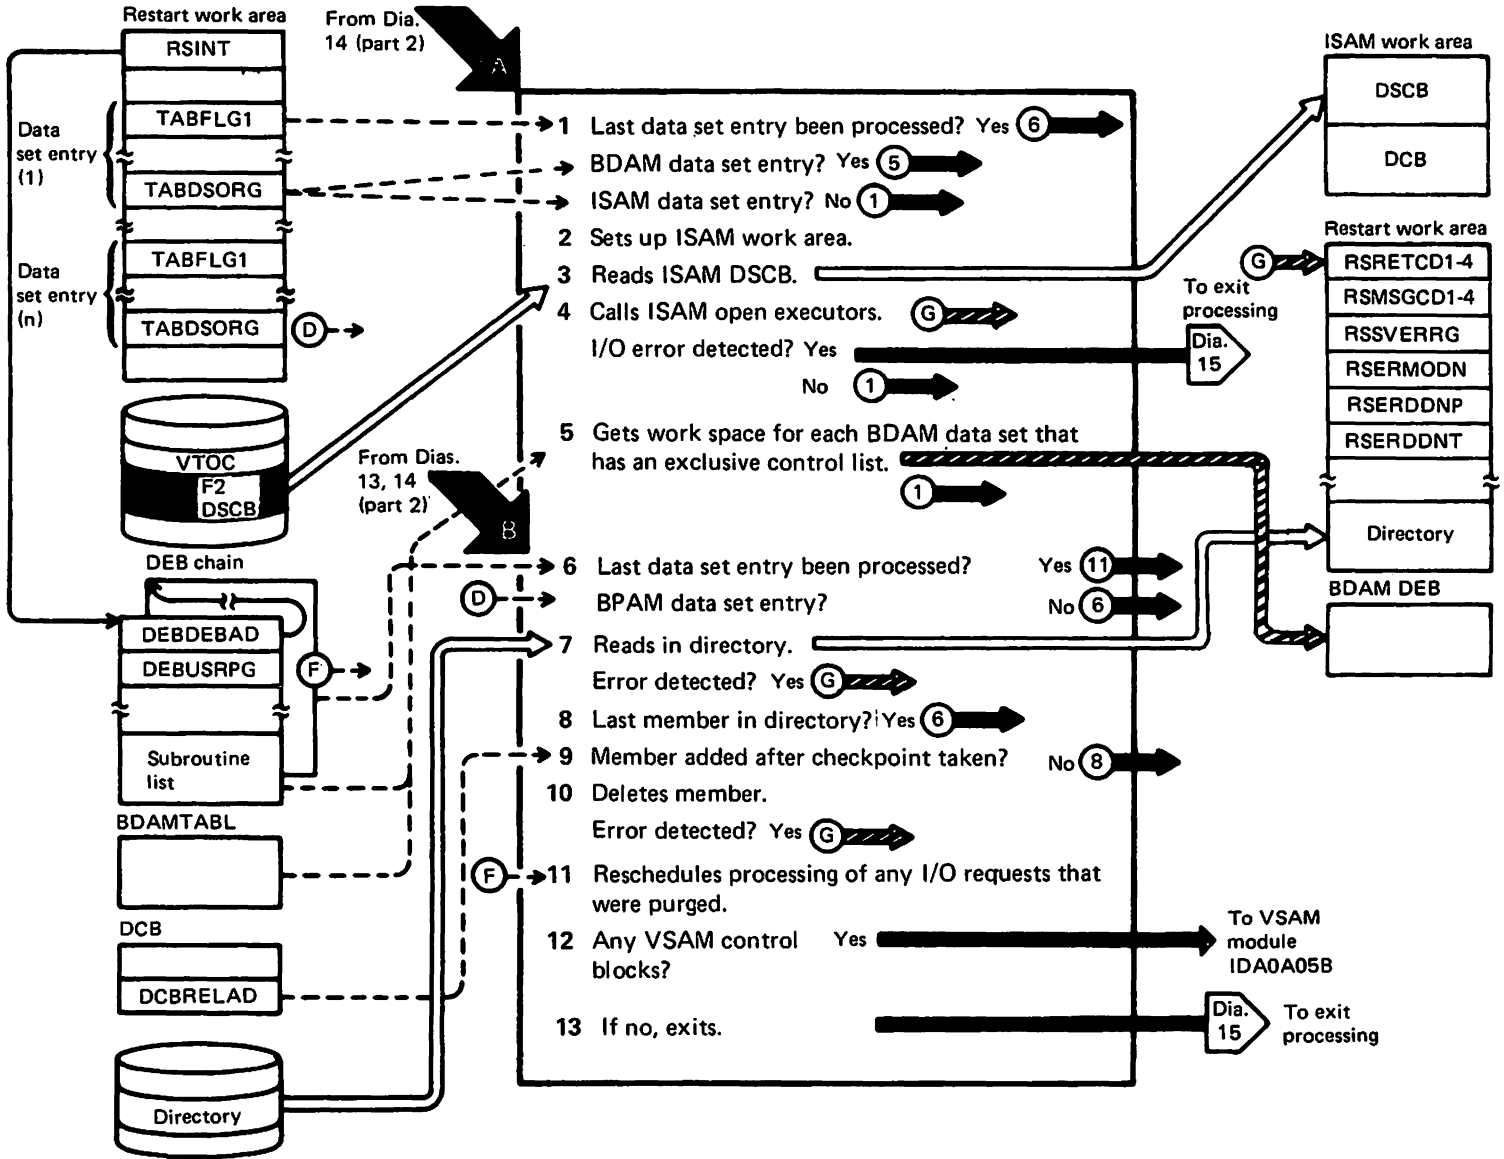 Restart work area
RSINT
Data
set entry
(1)
TABFLG1
TABDSORG
Data
set entry
(n)
TABFLG1
TABDSORG
D
VTOC
F2
DSCB
DEB chain
DEBDEBAD
DEBUSRPG
F
Subroutine
list
BDAMTABL
DCB
DCBRELAD
Directory
From Dia.
14 (part 2)
A
1 Last data set entry been processed? Yes 6
BDAM data set entry? Yes 5
ISAM data set entry? No 1
2 Sets up ISAM work area.
3 Reads ISAM DSCB.
4 Calls ISAM open executors. G
I/O error detected? Yes
No 1
To exit
processing
Dia.
15
5 Gets work space for each BDAM data set that
has an exclusive control list.
1
From Dias.
13, 14
(part 2)
B
6 Last data set entry been processed? Yes 11
D
BPAM data set entry? No 6
7 Reads in directory.
Error detected? Yes G
8 Last member in directory? Yes 6
9 Member added after checkpoint taken? No 8
10 Deletes member.
Error detected? Yes G
F
11 Reschedules processing of any I/O requests that
were purged.
12 Any VSAM control Yes
blocks?
To VSAM
module
IDA0A05B
13 If no, exits.
Dia.
15
To exit
processing
ISAM work area
DSCB
DCB
Restart work area
G
RSRETCD1-4
RSMSGCD1-4
RSSVERRG
RSERMODN
RSERDDNP
RSERDDNT
Directory
BDAM DEB